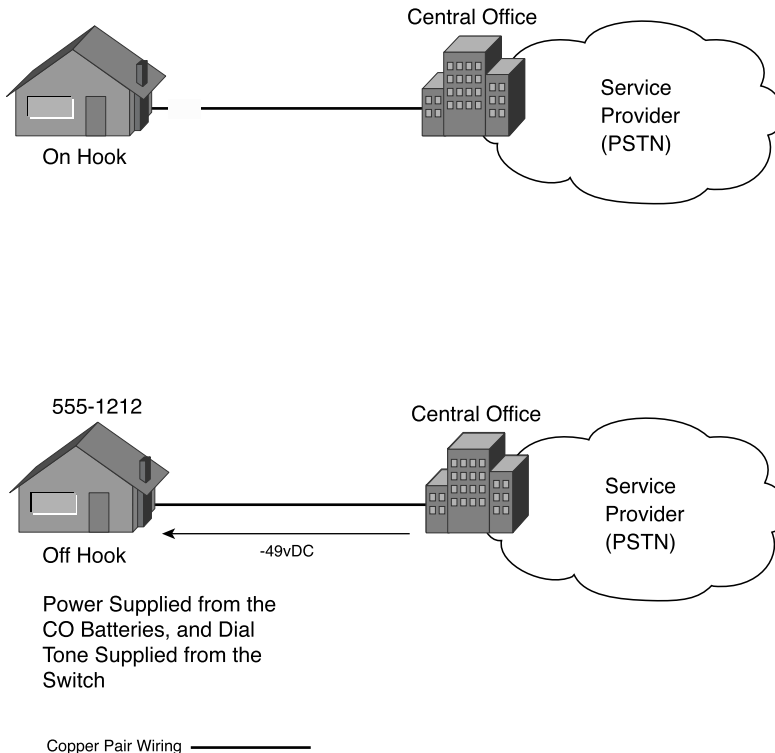 Central Office
Service
Provider
(PSTN)
On Hook
555-1212
Central Office
Service
Provider
(PSTN)
Off Hook
-49vDC
Power Supplied from the
CO Batteries, and Dial
Tone Supplied from the
Switch
Copper Pair Wiring